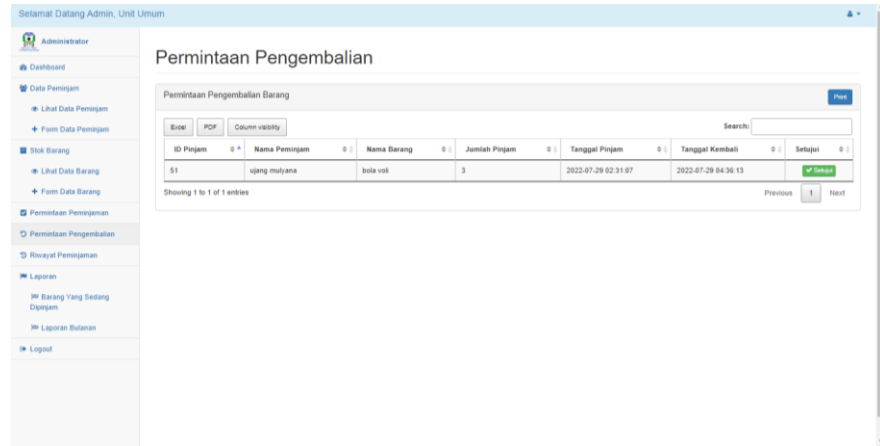 Selamat Datang Admin, Unit Umum
Administrator
Dashboard
Data Peminjam
Lihat Data Peminjam
Form Data Peminjam
Stok Barang
Lihat Data Barang
Form Data Barang
Permintaan Peminjaman
Permintaan Pengembalian
Riwayat Peminjaman
Laporan
Barang Yang Sedang
Dipinjam
Laporan Bulanan
Logout
Permintaan Pengembalian
Permintaan Pengembalian Barang
Print
Excel PDF Column visibility
Search:
ID Pinjam Nama Peminjam Nama Barang Jumlah Pinjam Tanggal Pinjam Tanggal Kembali Setujui
51 ujang mulyana bola voli 3 2022-07-29 02:31:07 2022-07-29 04:36:13 Setujui
Showing 1 to 1 of 1 entries
Previous 1 Next